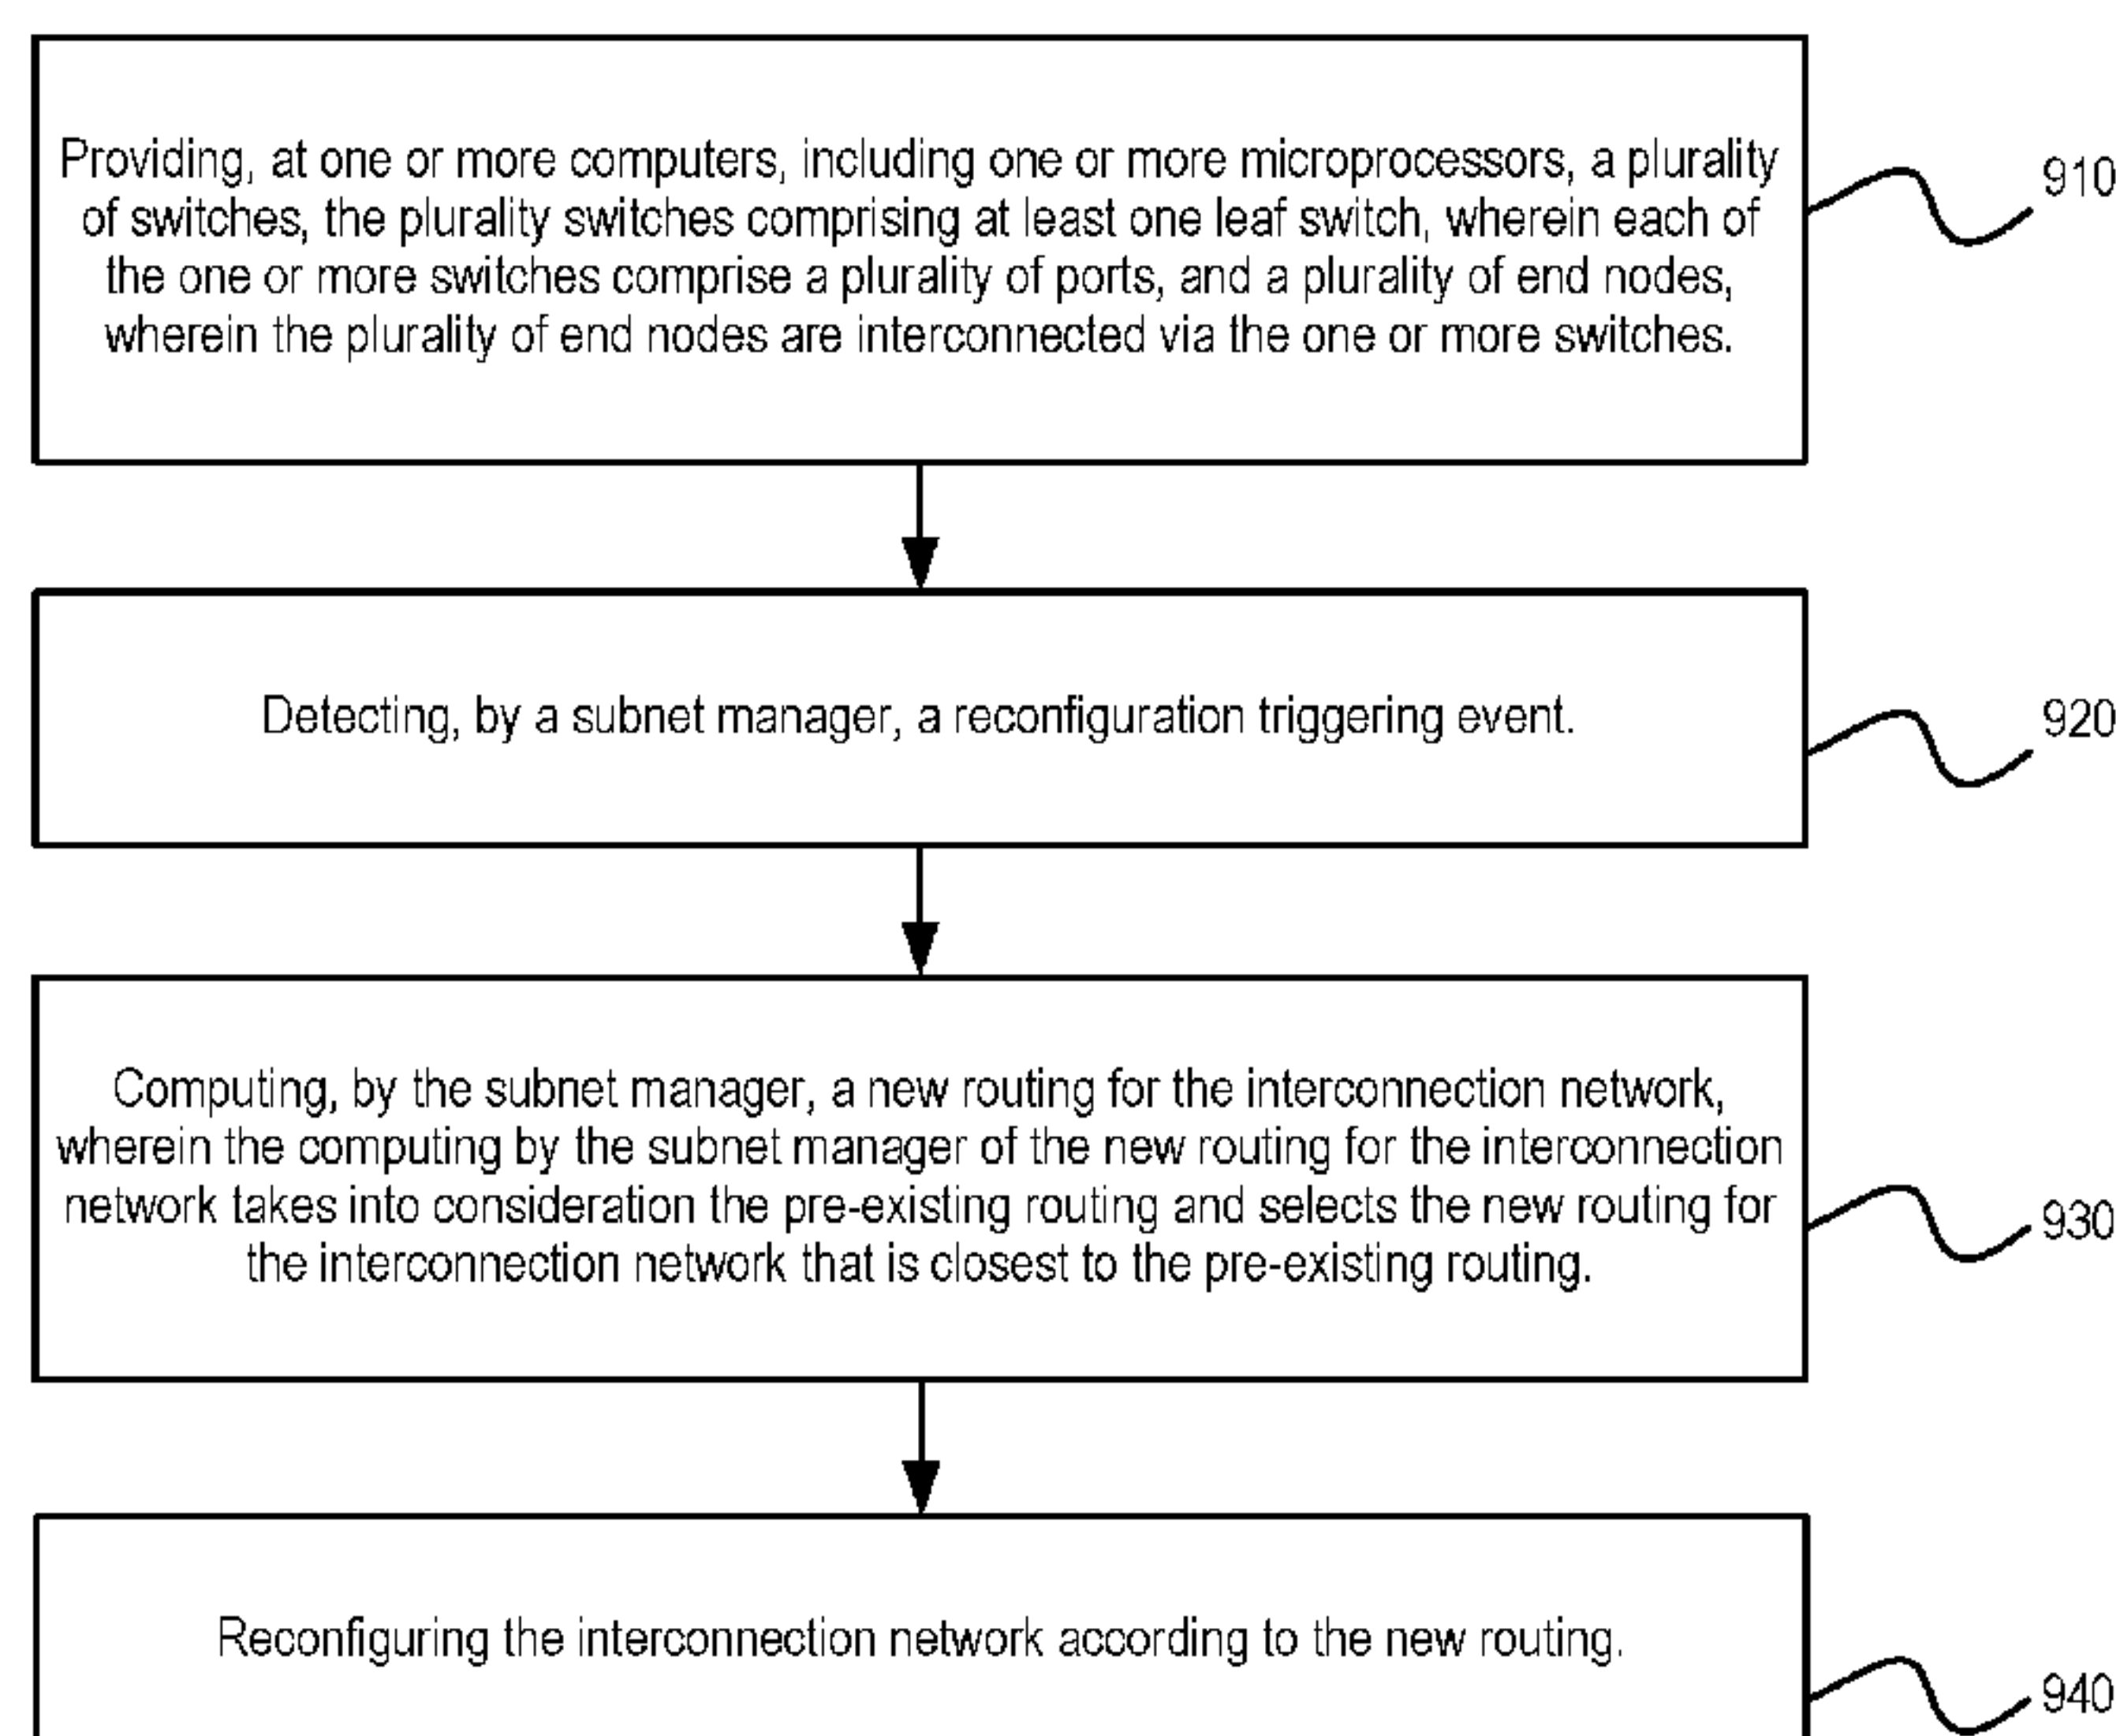 Providing, at one or more computers, including one or more microprocessors, a plurality
of switches, the plurality switches comprising at least one leaf switch, wherein each of
the one or more switches comprise a plurality of ports, and a plurality of end nodes,
wherein the plurality of end nodes are interconnected via the one or more switches.
910
Detecting, by a subnet manager, a reconfiguration triggering event.
920
Computing, by the subnet manager, a new routing for the interconnection network,
wherein the computing by the subnet manager of the new routing for the interconnection
network takes into consideration the pre-existing routing and selects the new routing for
the interconnection network that is closest to the pre-existing routing.
930
Reconfiguring the interconnection network according to the new routing.
940